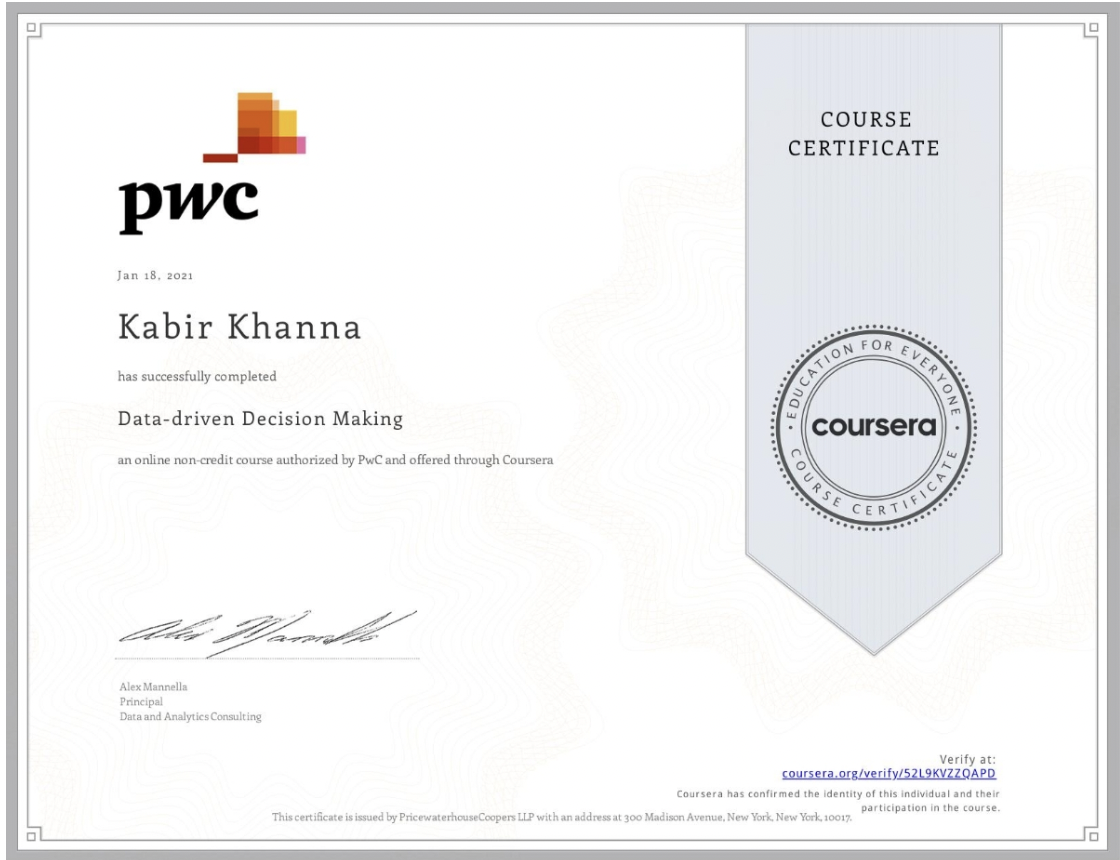 pwc
COURSE
CERTIFICATE
Jan 18, 2021
Kabir Khanna
has successfully completed
Data-driven Decision Making
an online non-credit course authorized by PwC and offered through Coursera
EDUCATION FOR EVERYONE
coursera
COURSE CERTIFICATE
Alex Mannella
Alex Mannella
Principal
Data and Analytics Consulting
Verify at:
coursera.org/verify/52L9KVZZQAPD
Coursera has confirmed the identity of this individual and their
participation in the course.
This certificate is issued by PricewaterhouseCoopers LLP with an address at 300 Madison Avenue, New York, New York, 10017.